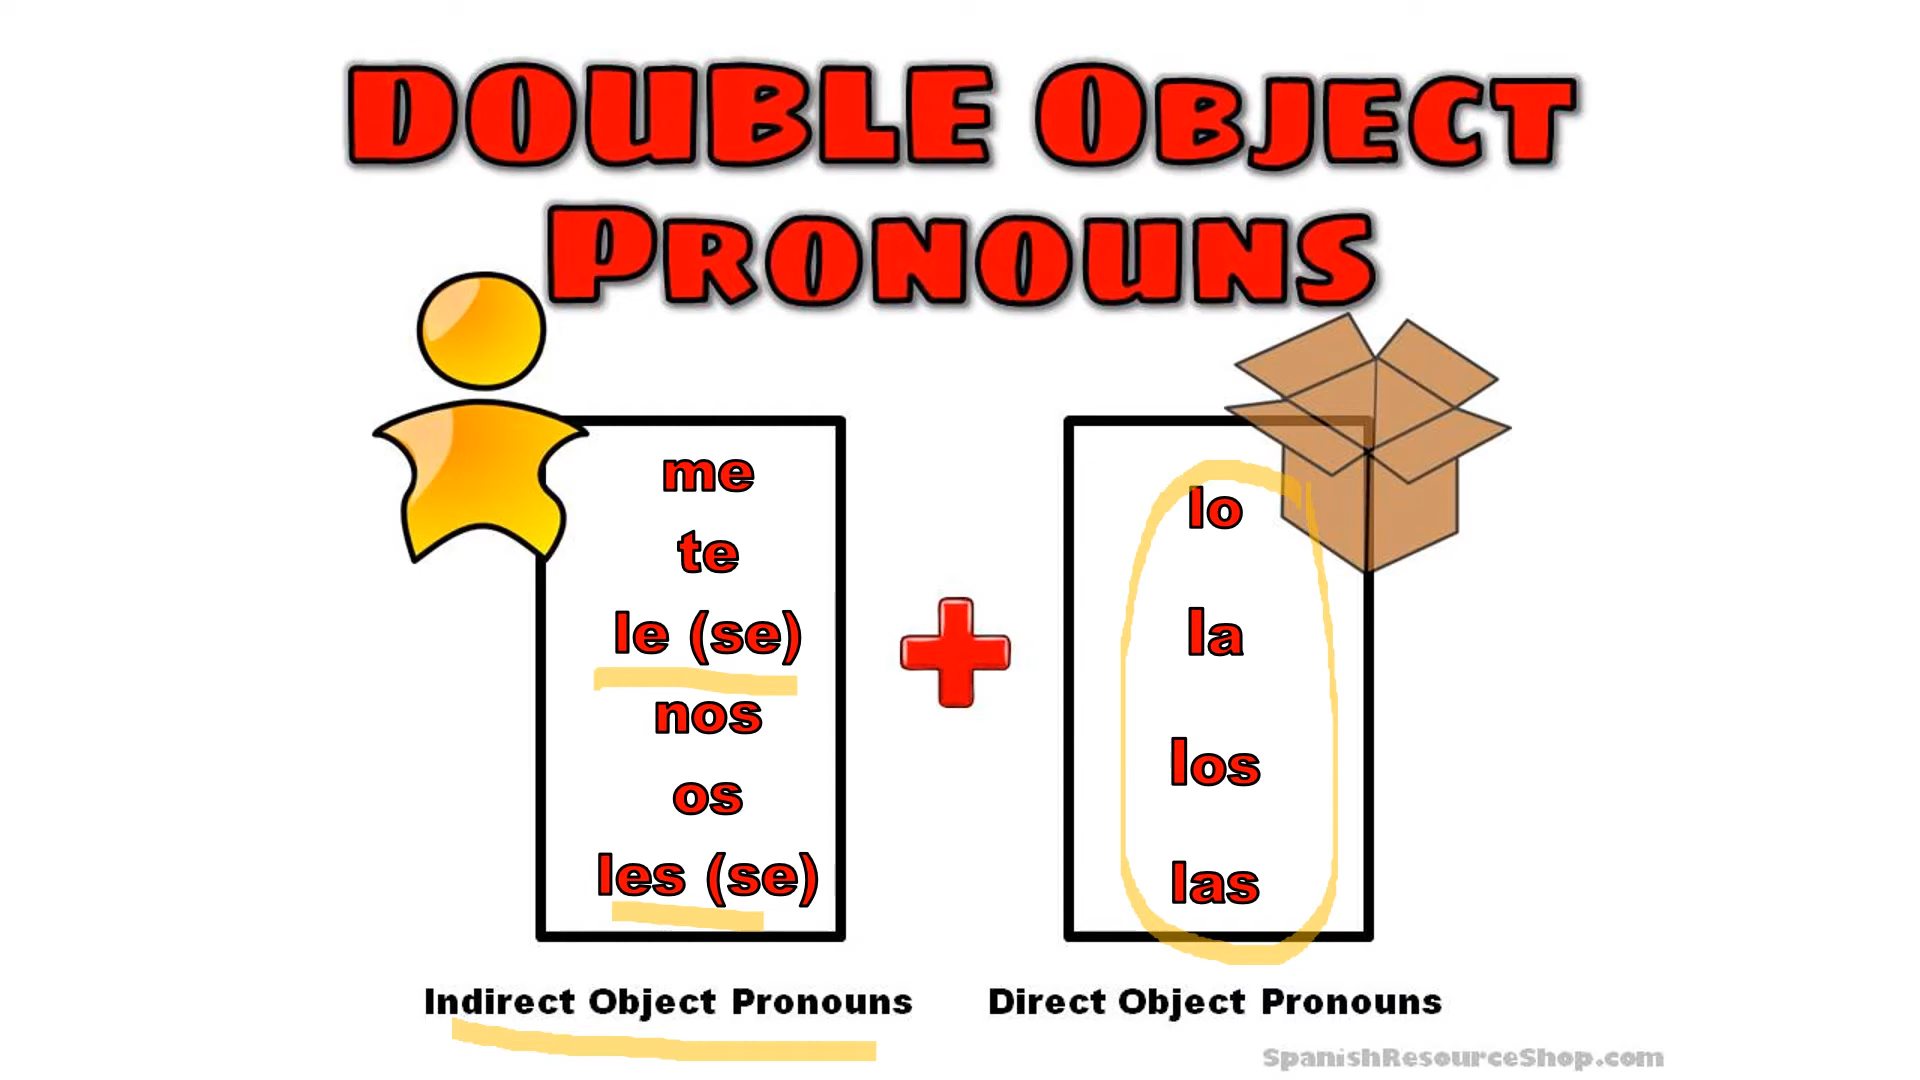 DOUBLE OBJECT
PRONOUNS
me
te
le (se)
nos
os
les (se)
lo
la
los
las
Indirect Object Pronouns
Direct Object Pronouns
SpanishResourceShop.com